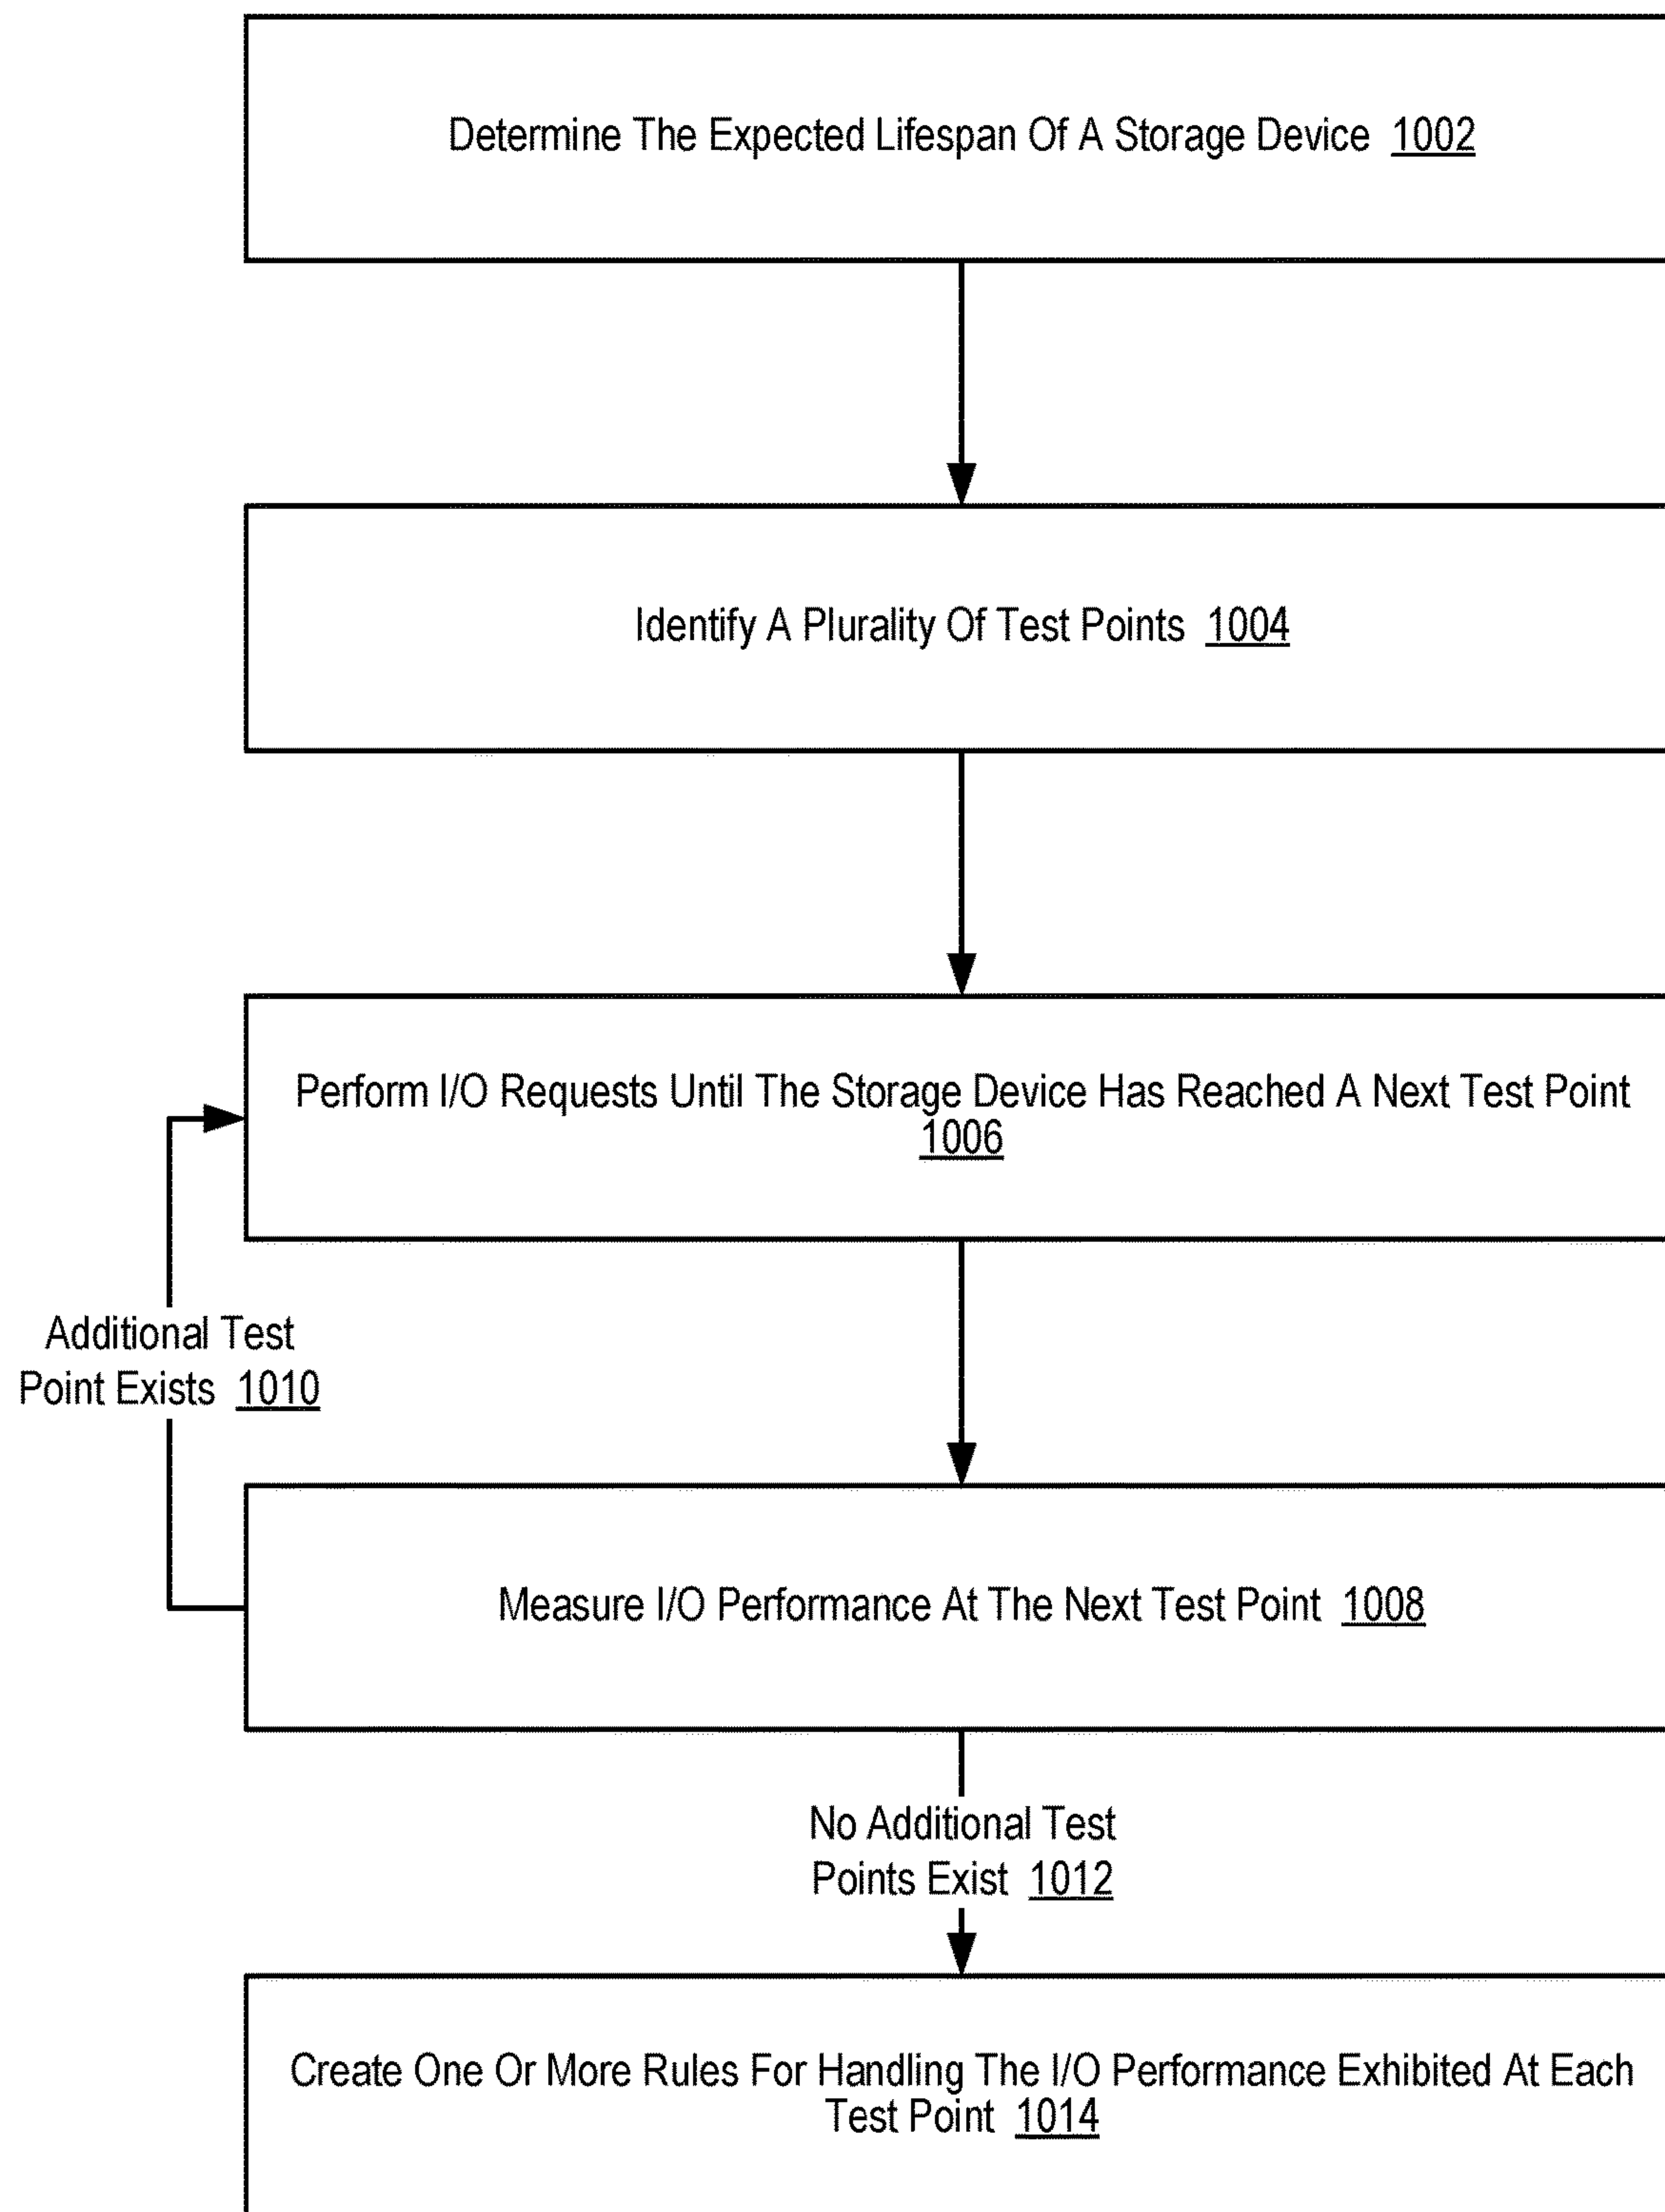 Determine The Expected Lifespan Of A Storage Device 1002
Identify A Plurality Of Test Points 1004
Perform I/O Requests Until The Storage Device Has Reached A Next Test Point
1006
Additional Test
Point Exists 1010
Measure I/O Performance At The Next Test Point 1008
No Additional Test
Points Exist 1012
Create One Or More Rules For Handling The I/O Performance Exhibited At Each
Test Point 1014